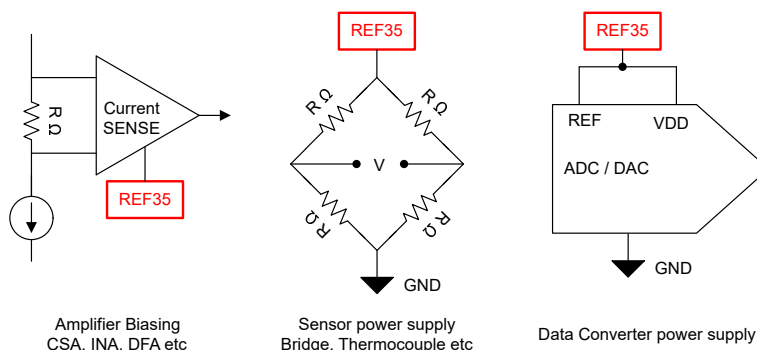 Current
SENSE
R Ω
REF35
Amplifier Biasing
CSA, INA, DFA etc
REF35
R Ω
R Ω
V
R Ω
R Ω
GND
Sensor power supply
Bridge, Thermocouple etc
REF35
REF
VDD
ADC / DAC
GND
Data Converter power supply